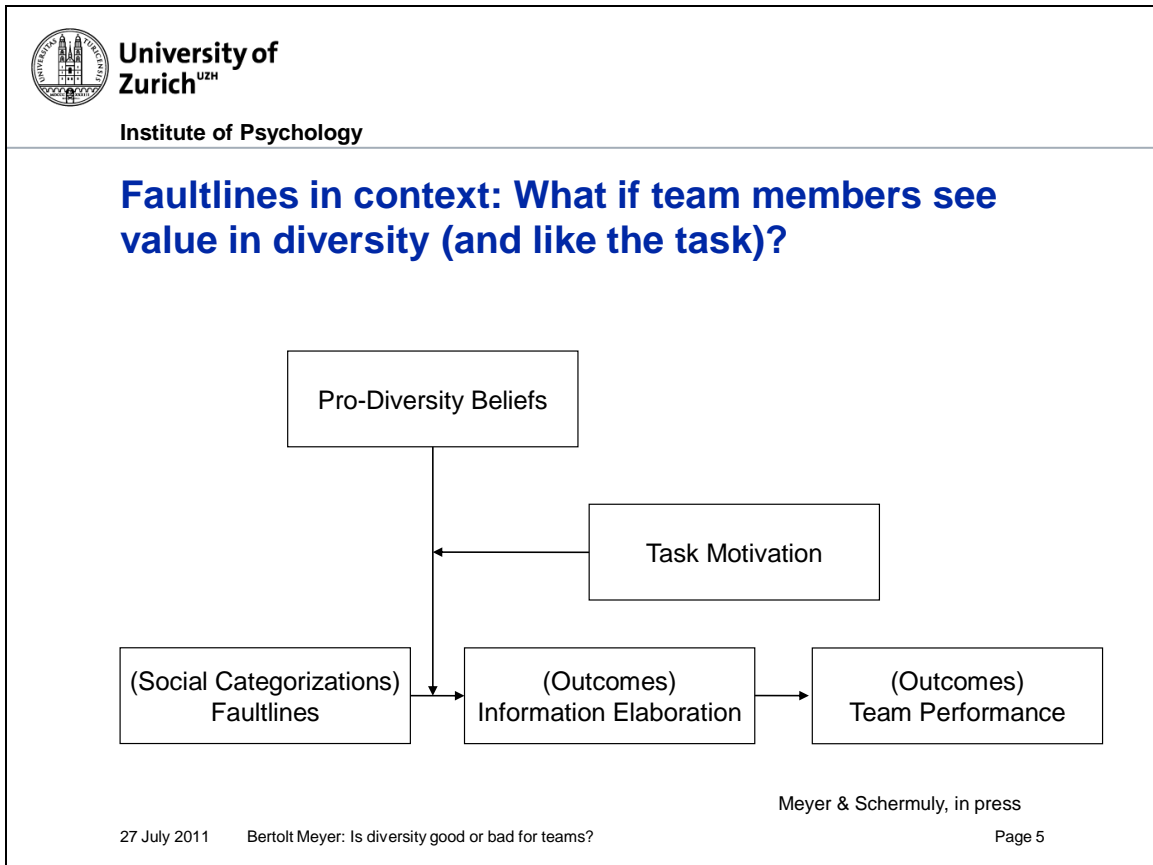 University of
Zurich UZH
Institute of Psychology
Faultlines in context: What if team members see
value in diversity (and like the task)?
Pro-Diversity Beliefs
Task Motivation
(Social Categorizations)
Faultlines
(Outcomes)
Information Elaboration
(Outcomes)
Team Performance
Meyer & Schermuly, in press
27 July 2011 Bertolt Meyer: Is diversity good or bad for teams? Page 5